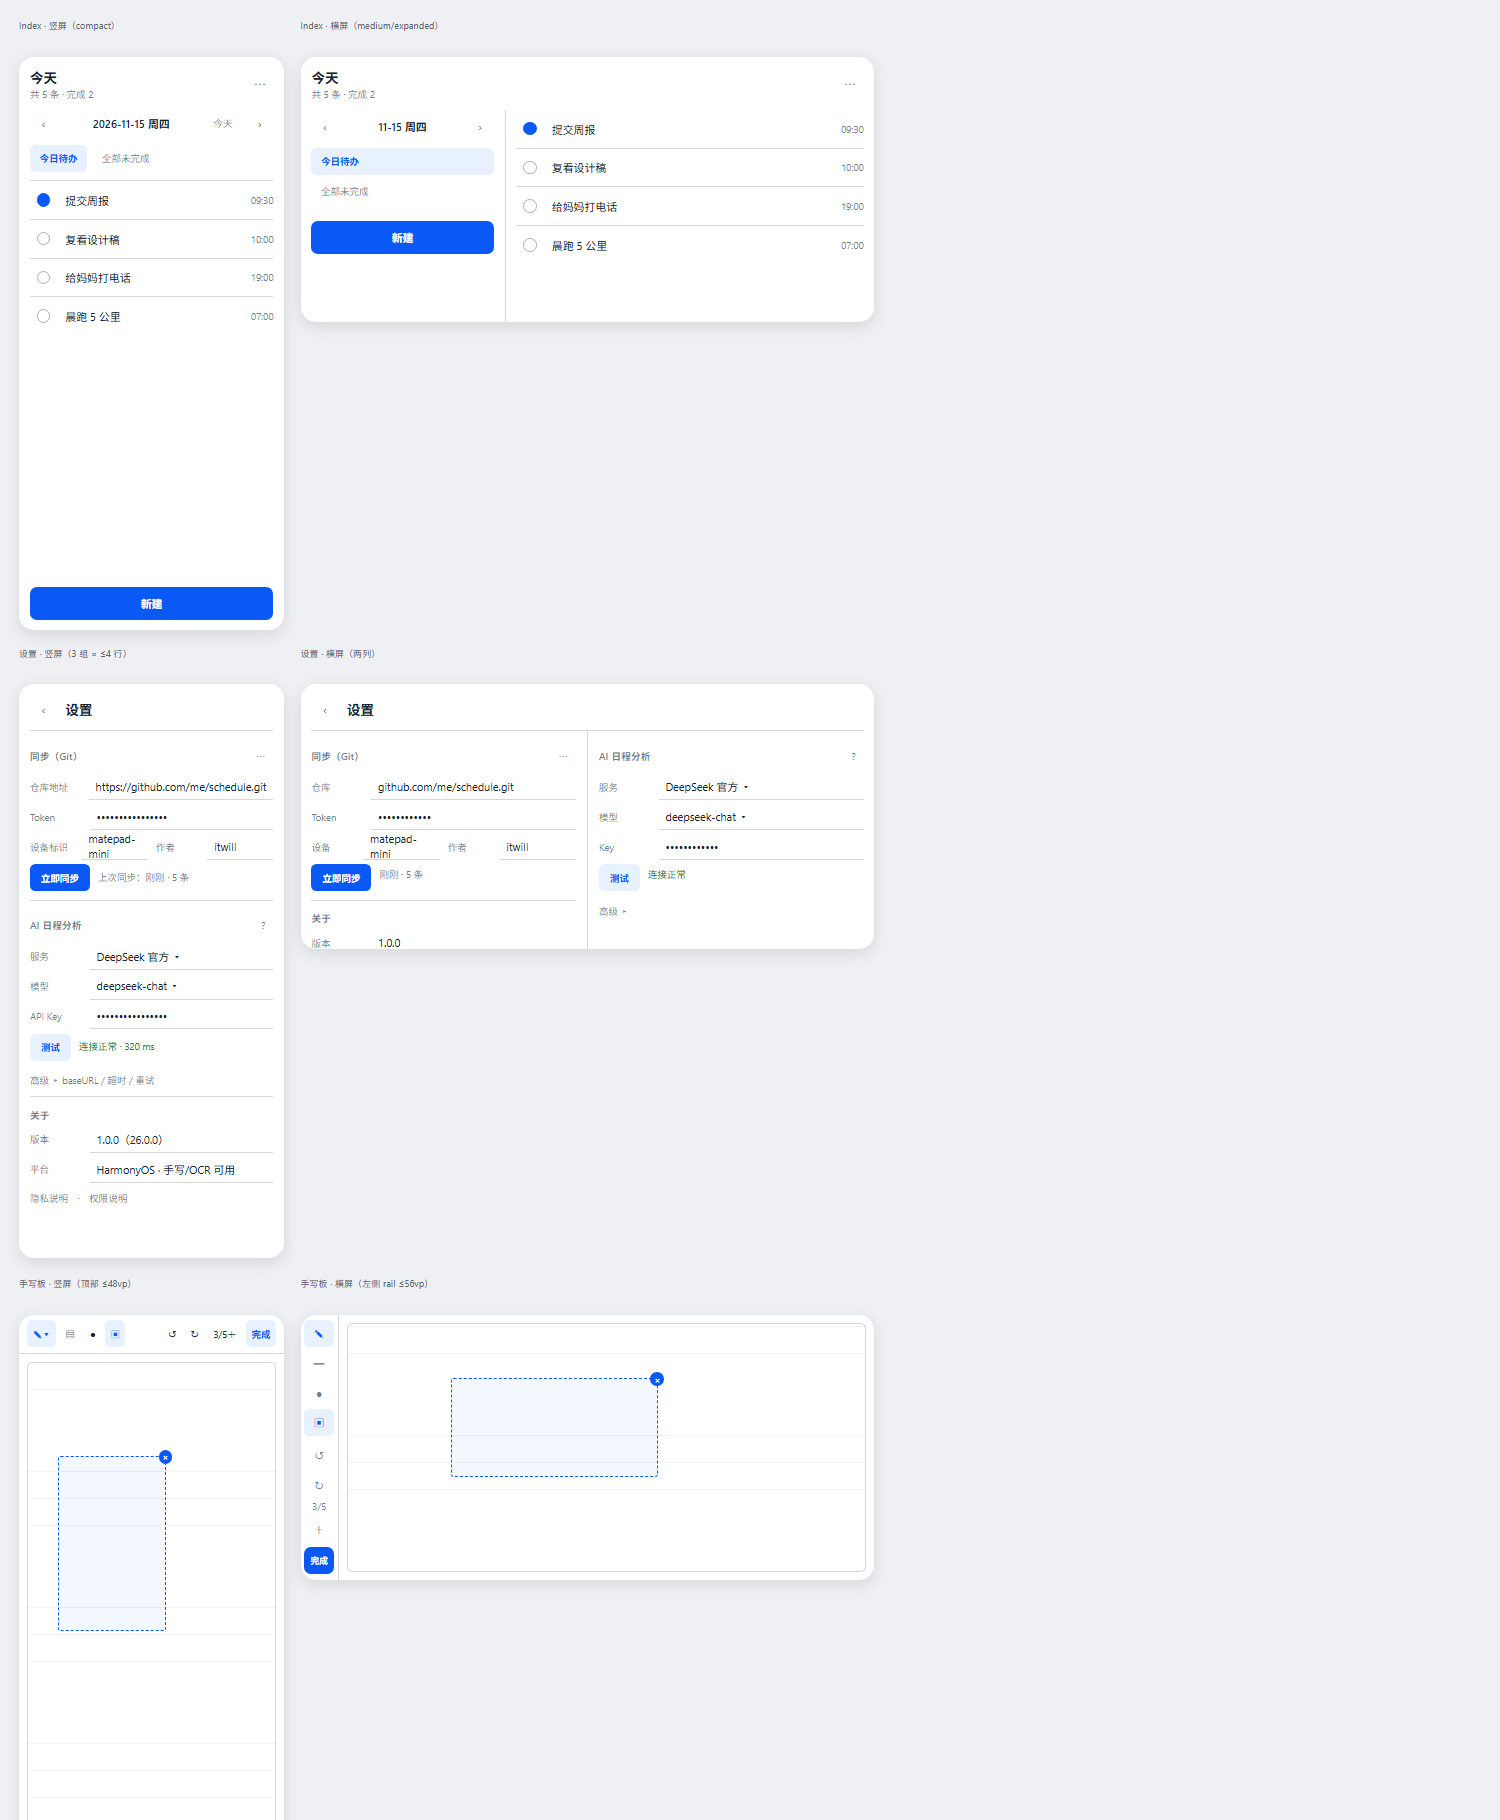 Index · 竖屏（compact）
Index · 横屏（medium/expanded）
今天
共 5 条 · 完成 2
…
‹ 2026-11-15 周四 今天 ›
今日待办 全部未完成
提交周报 09:30
复看设计稿 10:00
给妈妈打电话 19:00
晨跑 5 公里 07:00
新建
今天
共 5 条 · 完成 2
…
‹ 11-15 周四 ›
今日待办
全部未完成
新建
提交周报 09:30
复看设计稿 10:00
给妈妈打电话 19:00
晨跑 5 公里 07:00
设置 · 竖屏（3 组 × ≤4 行）
设置 · 横屏（两列）
‹ 设置
同步（Git） …
仓库地址 https://github.com/me/schedule.git
Token ••••••••••••••••
设备标识 matepad-
mini 作者 itwill
立即同步 上次同步：刚刚 · 5 条
AI 日程分析 ?
服务 DeepSeek 官方 ▾
模型 deepseek-chat ▾
API Key ••••••••••••••••
测试 连接正常 · 320 ms
高级 ▸ baseURL / 超时 / 重试
关于
版本 1.0.0（26.0.0）
平台 HarmonyOS · 手写/OCR 可用
隐私说明 · 权限说明
‹ 设置
同步（Git） …
仓库 github.com/me/schedule.git
Token ••••••••••••
设备 matepad-
mini 作者 itwill
立即同步 刚刚 · 5 条
关于
版本 1.0.0
AI 日程分析 ?
服务 DeepSeek 官方 ▾
模型 deepseek-chat ▾
Key ••••••••••••
测试 连接正常
高级 ▸
手写板 · 竖屏（顶部 ≤48vp）
手写板 · 横屏（左侧 rail ≤56vp）
✎▾ ▤ ● ▣ ↺ ↻ 3/5＋ 完成
×
✎
—
●
▣
↺
↻
3/5
＋
完成
×